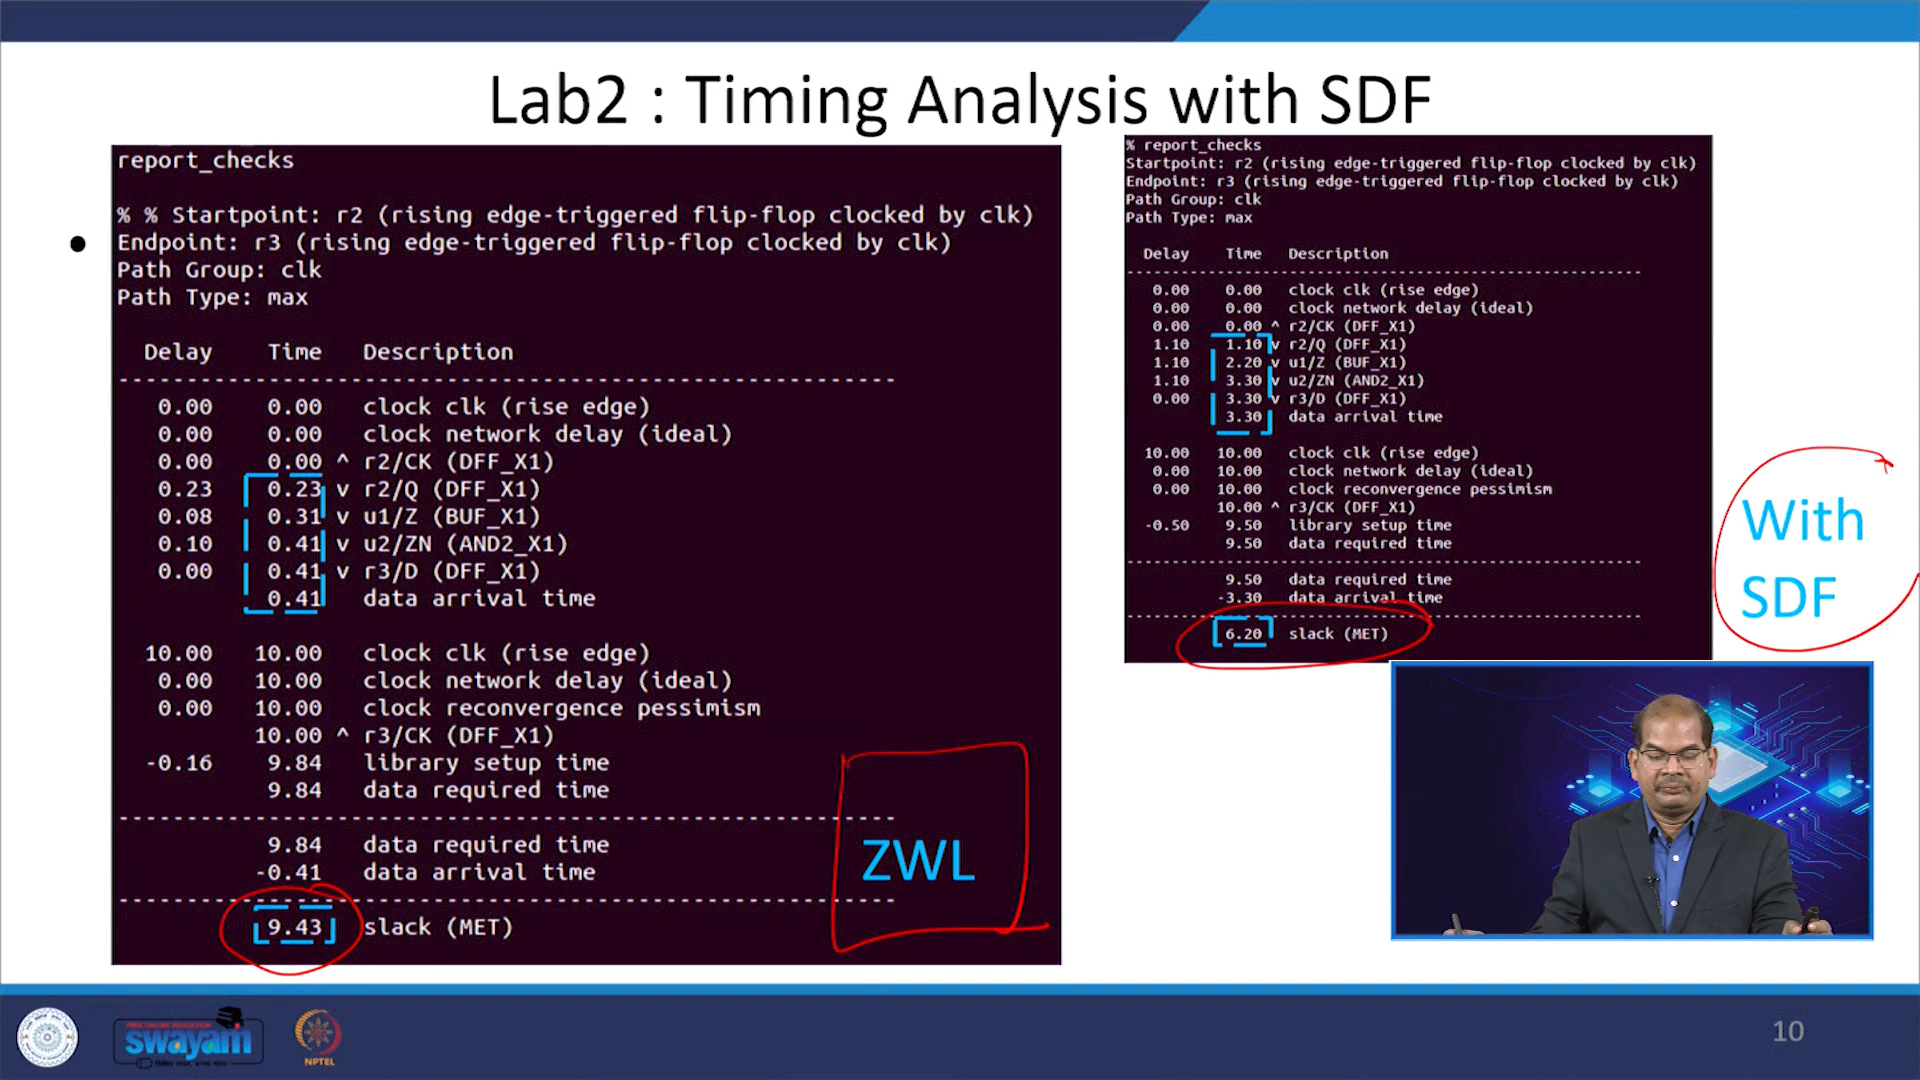 Lab2 : Timing Analysis with SDF
report_checks
% % Startpoint: r2 (rising edge-triggered flip-flop clocked by clk)
Endpoint: r3 (rising edge-triggered flip-flop clocked by clk)
Path Group: clk
Path Type: max
Delay Time Description
0.00 0.00 clock clk (rise edge)
0.00 0.00 clock network delay (ideal)
0.00 0.00 ^ r2/CK (DFF_X1)
0.23 0.23 v r2/Q (DFF_X1)
0.08 0.31 v u1/Z (BUF_X1)
0.10 0.41 v u2/ZN (AND2_X1)
0.00 0.41 v r3/D (DFF_X1)
0.41 data arrival time
10.00 10.00 clock clk (rise edge)
0.00 10.00 clock network delay (ideal)
0.00 10.00 clock reconvergence pessimism
10.00 ^ r3/CK (DFF_X1)
-0.16 9.84 library setup time
9.84 data required time
9.84 data required time
-0.41 data arrival time
9.43 slack (MET)
ZWL
% report_checks
Startpoint: r2 (rising edge-triggered flip-flop clocked by clk)
Endpoint: r3 (rising edge-triggered flip-flop clocked by clk)
Path Group: clk
Path Type: max
Delay Time Description
0.00 0.00 clock clk (rise edge)
0.00 0.00 clock network delay (ideal)
0.00 0.00 ^ r2/CK (DFF_X1)
1.10 1.10 v r2/Q (DFF_X1)
1.10 2.20 v u1/Z (BUF_X1)
1.10 3.30 v u2/ZN (AND2_X1)
0.00 3.30 v r3/D (DFF_X1)
3.30 data arrival time
10.00 10.00 clock clk (rise edge)
0.00 10.00 clock network delay (ideal)
0.00 10.00 clock reconvergence pessimism
10.00 ^ r3/CK (DFF_X1)
-0.50 9.50 library setup time
9.50 data required time
9.50 data required time
-3.30 data arrival time
6.20 slack (MET)
With
SDF
swayam
NPTEL
10